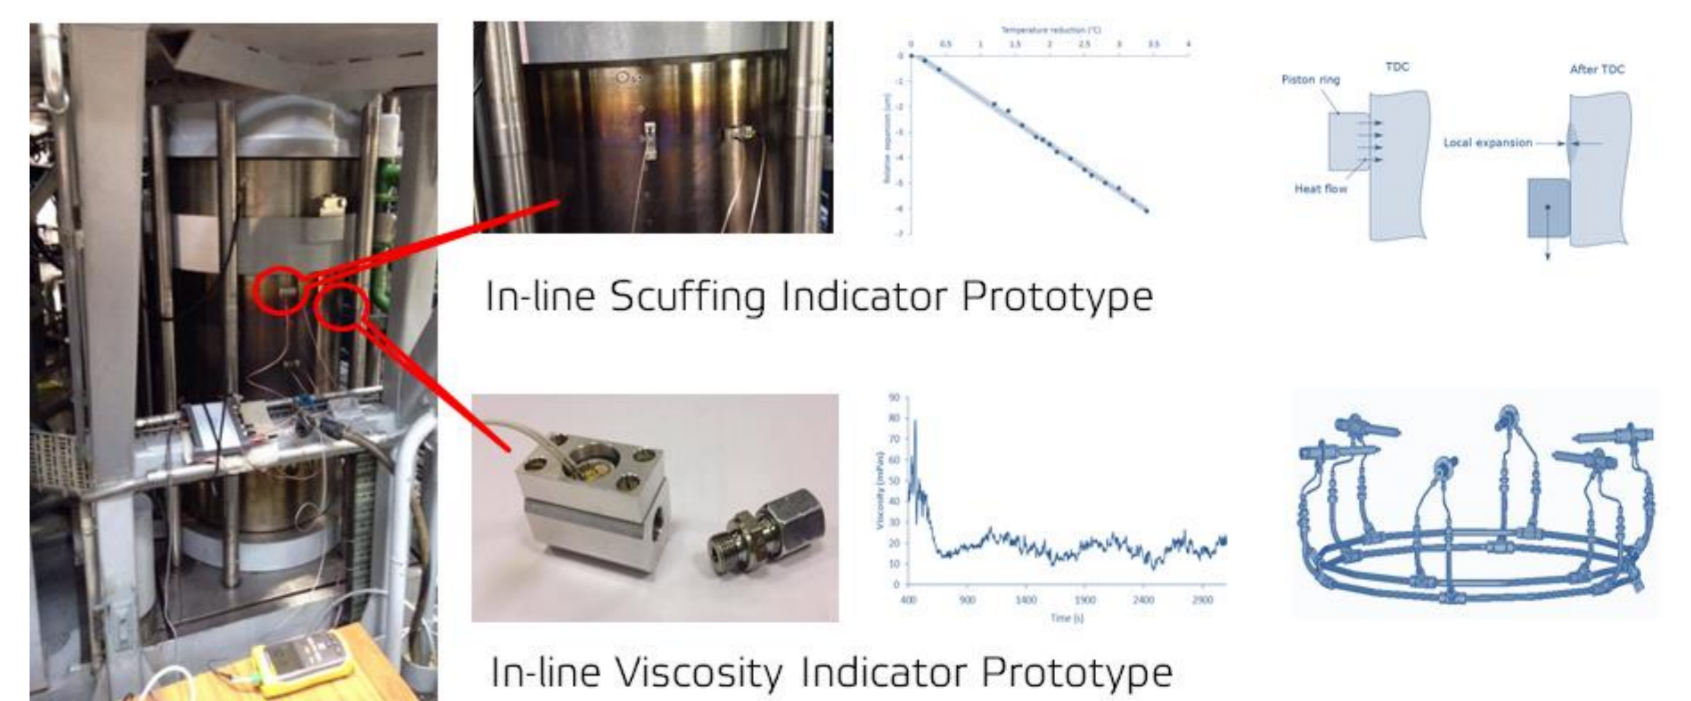 Temperature reduction (°C)
0 0.5 1 1.5 2 2.5 3 3.5 4
0
-1
-2
-3
-4
-5
-6
-7
Relative expansion (um)
TDC
After TDC
Piston ring
Local expansion
Heat flow
In-line Scuffing Indicator Prototype
90
80
70
60
50
40
30
20
10
0
Viscosity (mPas)
400 900 1400 1900 2400 2900
Time (s)
In-line Viscosity Indicator Prototype